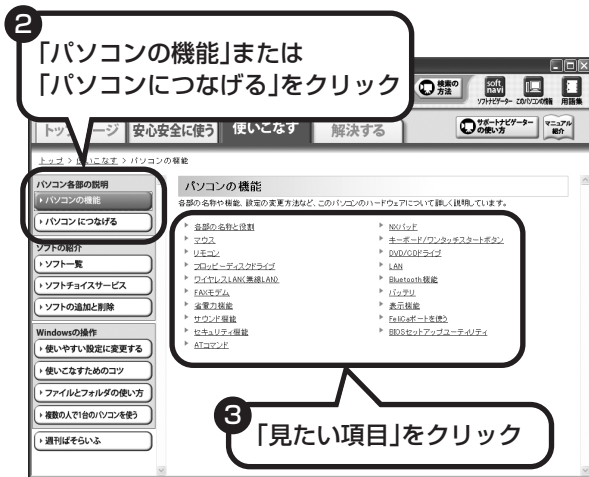 2
「パソコンの機能」または
「パソコンにつなげる」をクリック
検索の方法
soft navi
ソフトナビゲーター
このパソコンの情報
用語集
トップページ
安心安全に使う
使いこなす
解決する
サポートナビゲーターの使い方
マニュアル紹介
トップ > 使いこなす > パソコンの機能
パソコン各部の説明
パソコンの機能
パソコンにつなげる
ソフトの紹介
ソフト一覧
ソフトチョイスサービス
ソフトの追加と削除
Windowsの操作
使いやすい設定に変更する
使いこなすためのコツ
ファイルとフォルダの使い方
複数の人で1台のパソコンを使う
週刊ぱそらいふ
パソコンの機能
各部の名称や機能、設定の変更方法など、このパソコンのハードウェアについて詳しく説明しています。
各部の名称と役割
マウス
リモコン
フロッピーディスクドライブ
ワイヤレスLAN(無線LAN)
FAXモデム
省電力機能
サウンド機能
セキュリティ機能
ATコマンド
NXパッド
キーボード/ワンタッチスタートボタン
DVD/CDドライブ
LAN
Bluetooth機能
バッテリ
表示機能
FeliCaポートを使う
BIOSセットアップユーティリティ
3
「見たい項目」をクリック